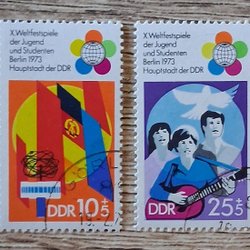 X. Weltfestspiele
der Jugend
und Studenten
Berlin 1973
Hauptstadt der DDR
DDR 10+5
X. Weltfestspiele
der Jugend
und Studenten
Berlin 1973
Hauptstadt der DDR
DDR 25+5